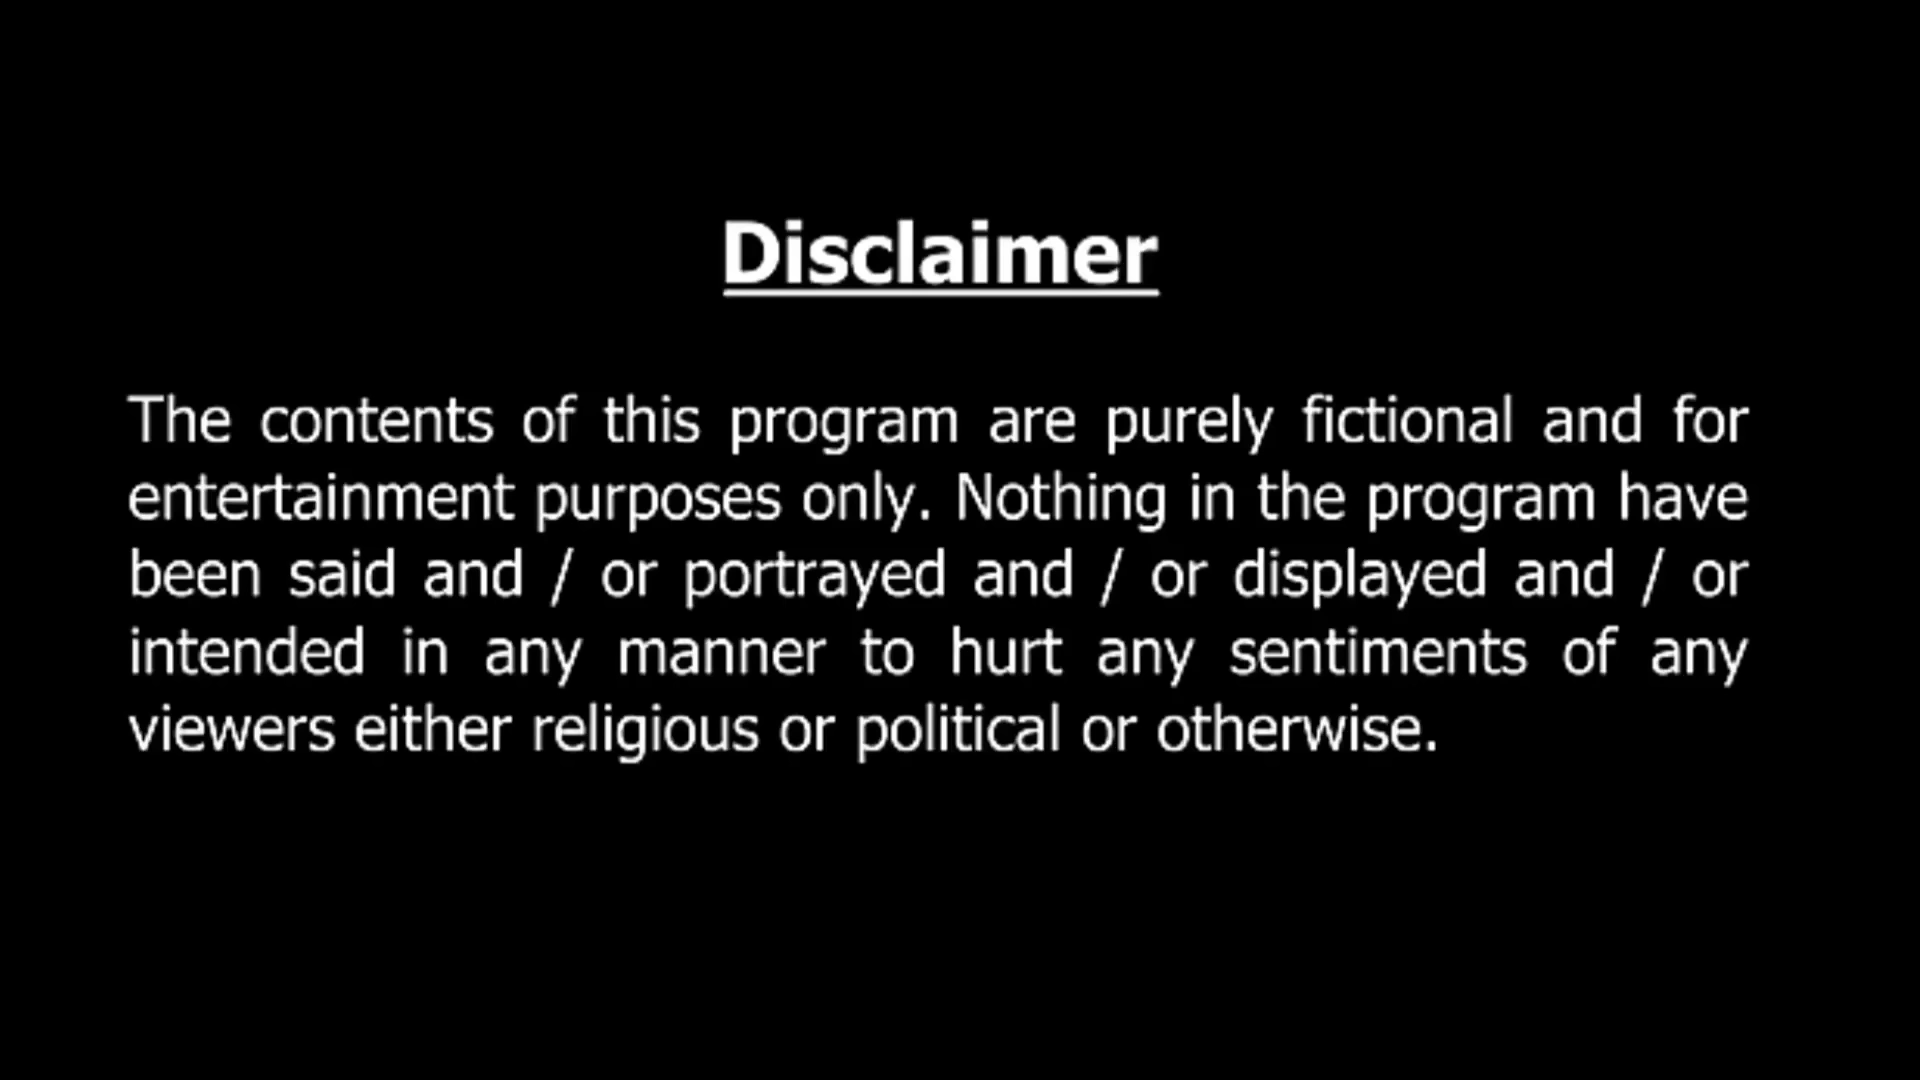 Disclaimer
The contents of this program are purely fictional and for
entertainment purposes only. Nothing in the program have
been said and / or portrayed and / or displayed and / or
intended in any manner to hurt any sentiments of any
viewers either religious or political or otherwise.